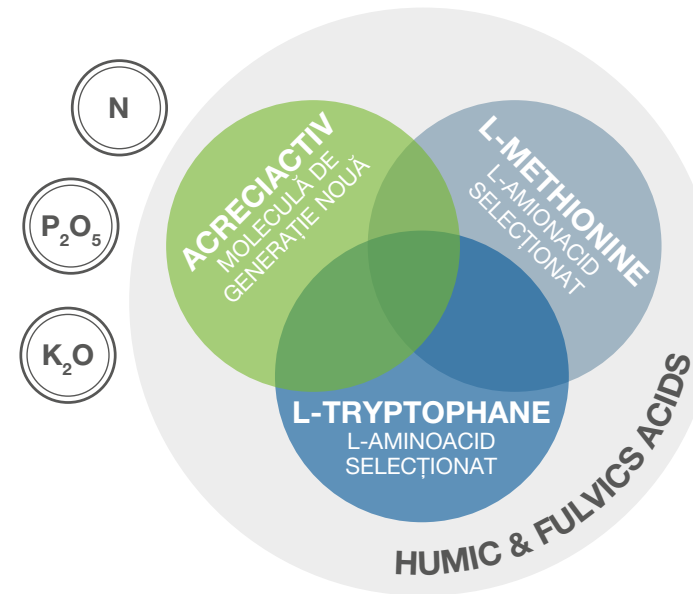 N
P₂O₅
K₂O
ACRECIACTIV
MOLECULĂ DE
GENERAȚIE NOUĂ
L-METHIONINE
L-AMIONACID
SELECȚIONAT
L-TRYPTOPHANE
L-AMINOACID
SELECȚIONAT
HUMIC & FULVICS ACIDS